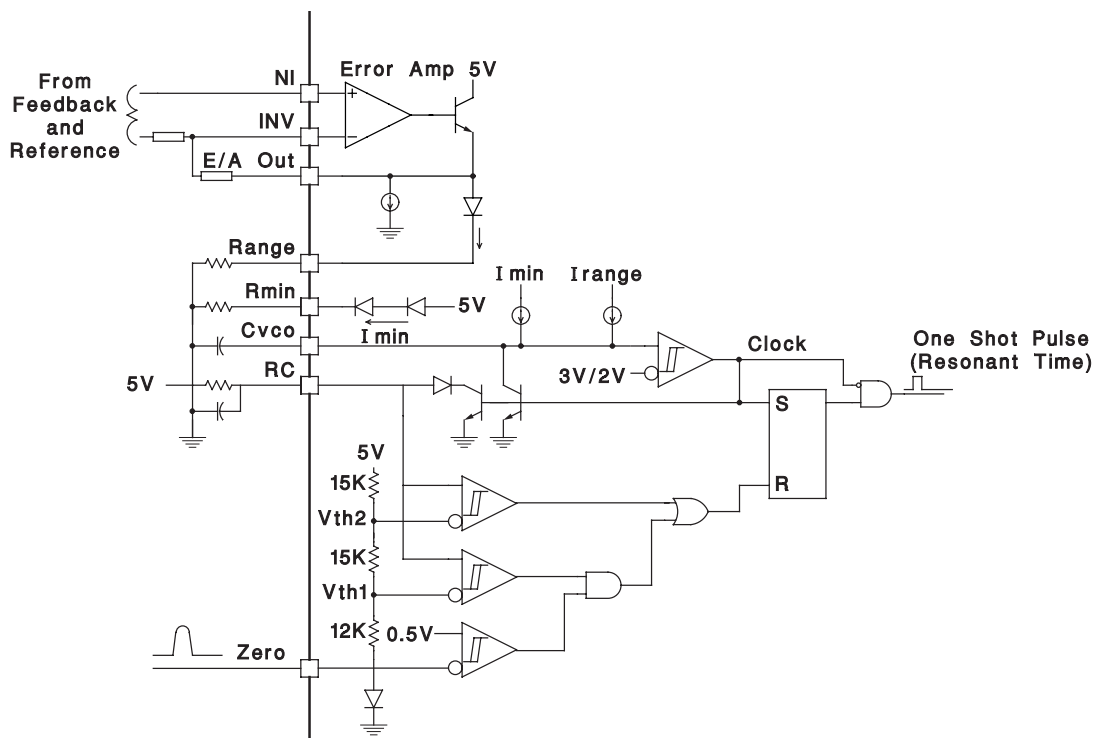 From
Feedback
and
Reference
NI
Error Amp 5V
INV
E/A Out
Range
Rmin
5V
I min
I range
I min
Cvco
Clock
One Shot Pulse
(Resonant Time)
RC
5V
3V/2V
S
R
5V
15K
Vth2
15K
Vth1
12K
0.5V
Zero